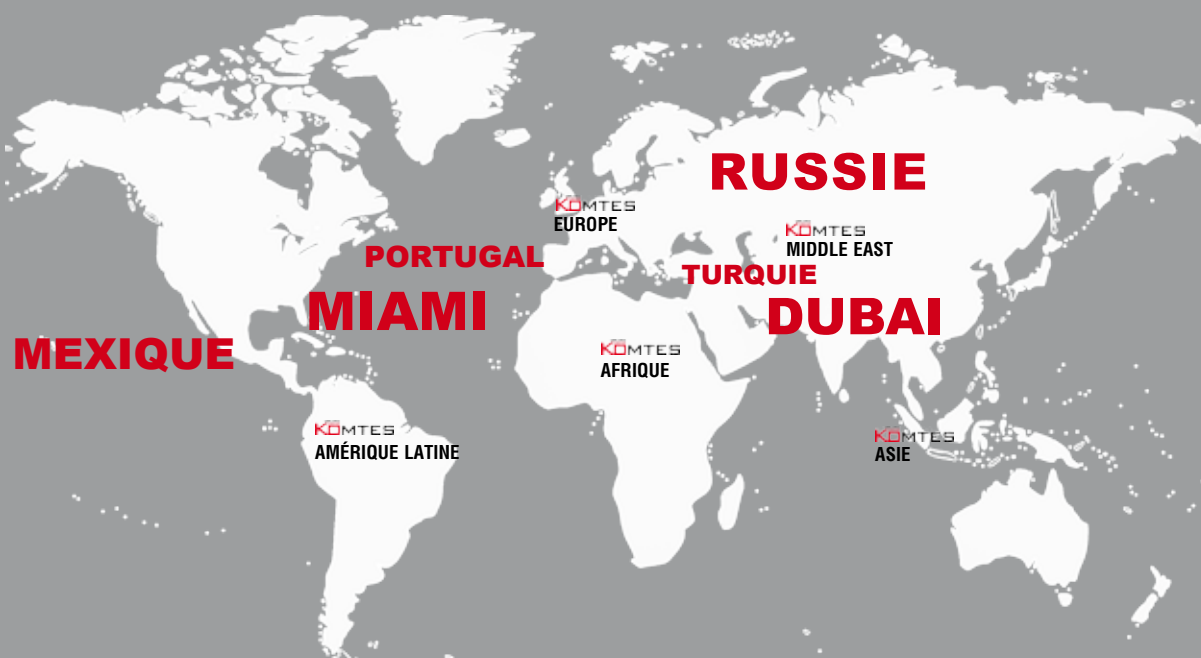 RUSSIE
KOMTES
EUROPE
KOMTES
MIDDLE EAST
PORTUGAL
TURQUIE
MIAMI
DUBAI
MEXIQUE
KOMTES
AFRIQUE
KOMTES
AMÉRIQUE LATINE
KOMTES
ASIE